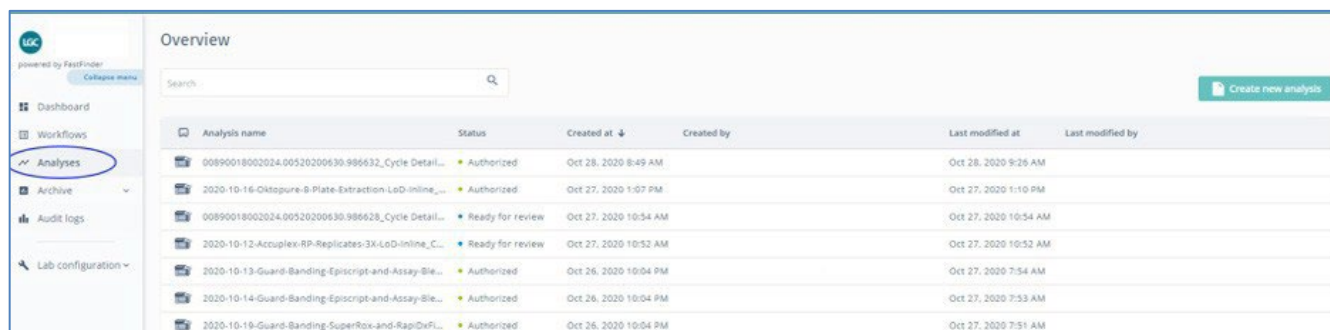 LGC
Overview
powered by FastFinder
Collapse menu
Search
Create new analysis
Dashboard
Workflows
Analyses
Archive
Audit logs
Lab configuration
Analysis name Status Created at Created by Last modified at Last modified by
00890018002024.00520200630.986632_Cycle Detail... Authorized Oct 28, 2020 8:49 AM Oct 28, 2020 9:26 AM
2020-10-16-Oktopure-8-Plate-Extraction-LoD-Inline_... Authorized Oct 27, 2020 1:07 PM Oct 27, 2020 1:10 PM
00890018002024.00520200630.986628_Cycle Detail... Ready for review Oct 27, 2020 10:54 AM Oct 27, 2020 10:54 AM
2020-10-12-Accuplex-RP-Replicates-3X-LoD-Inline_C... Ready for review Oct 27, 2020 10:52 AM Oct 27, 2020 10:52 AM
2020-10-13-Guard-Banding-Episcript-and-Assay-Ble... Authorized Oct 26, 2020 10:04 PM Oct 27, 2020 7:54 AM
2020-10-14-Guard-Banding-Episcript-and-Assay-Ble... Authorized Oct 26, 2020 10:04 PM Oct 27, 2020 7:53 AM
2020-10-19-Guard-Banding-SuperRox-and-RapiDxFi... Authorized Oct 26, 2020 10:04 PM Oct 27, 2020 7:51 AM